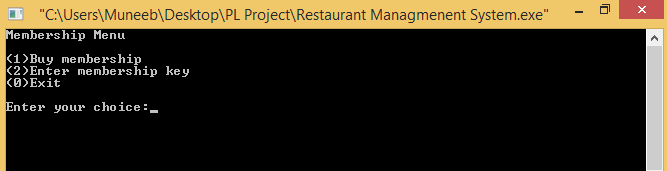 "C:\Users\Muneeb\Desktop\PL Project\Restaurant Managmenent System.exe"
Membership Menu
(1)Buy membership
(2)Enter membership key
(0)Exit
Enter your choice:_